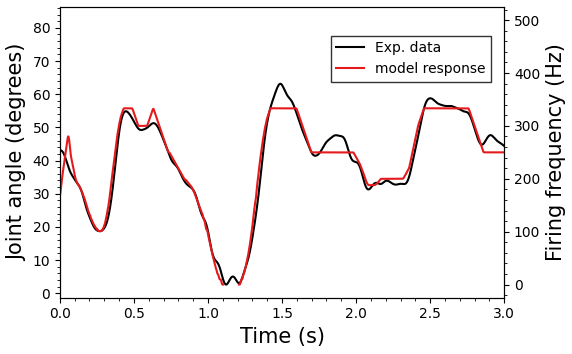 Exp. data
model response
Joint angle (degrees)
80
70
60
50
40
30
20
10
0
500
400
300
200
100
0
Firing frequency (Hz)
0.0 0.5 1.0 1.5 2.0 2.5 3.0
Time (s)